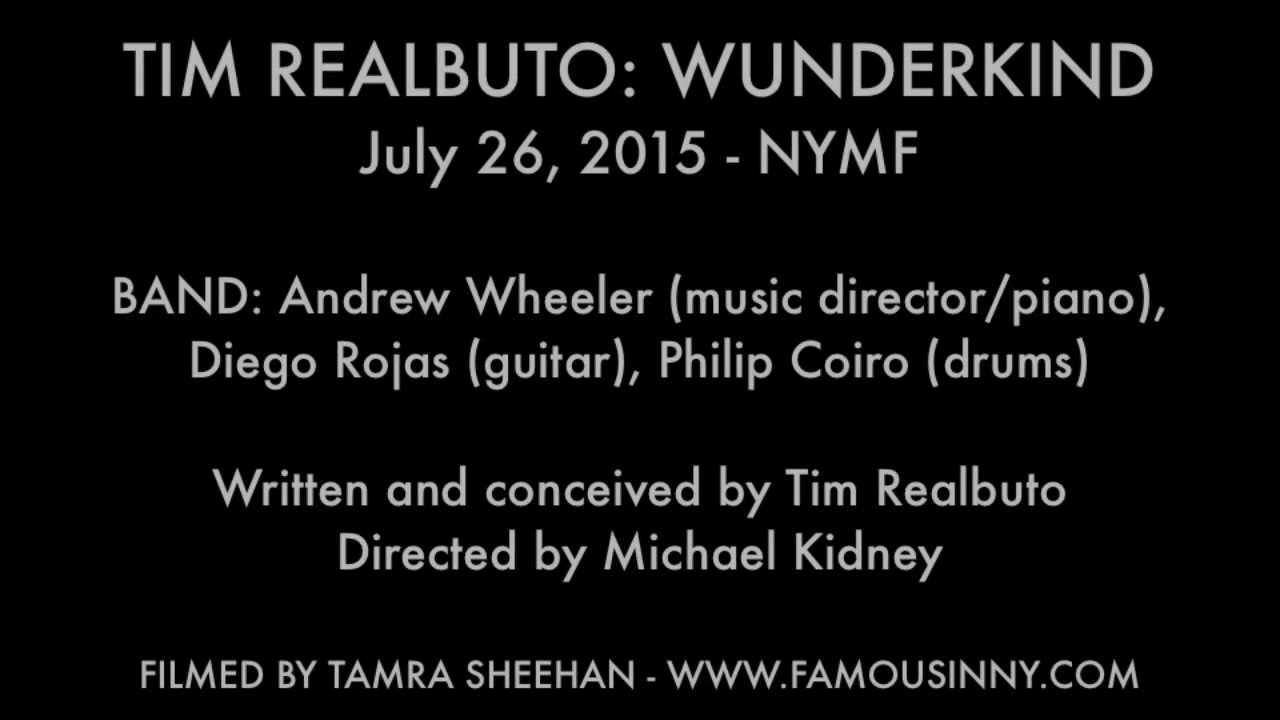 TIM REALBUTO: WUNDERKIND
July 26, 2015 - NYMF
BAND: Andrew Wheeler (music director/piano),
Diego Rojas (guitar), Philip Coiro (drums)
Written and conceived by Tim Realbuto
Directed by Michael Kidney
FILMED BY TAMRA SHEEHAN - WWW.FAMOUSINNY.COM